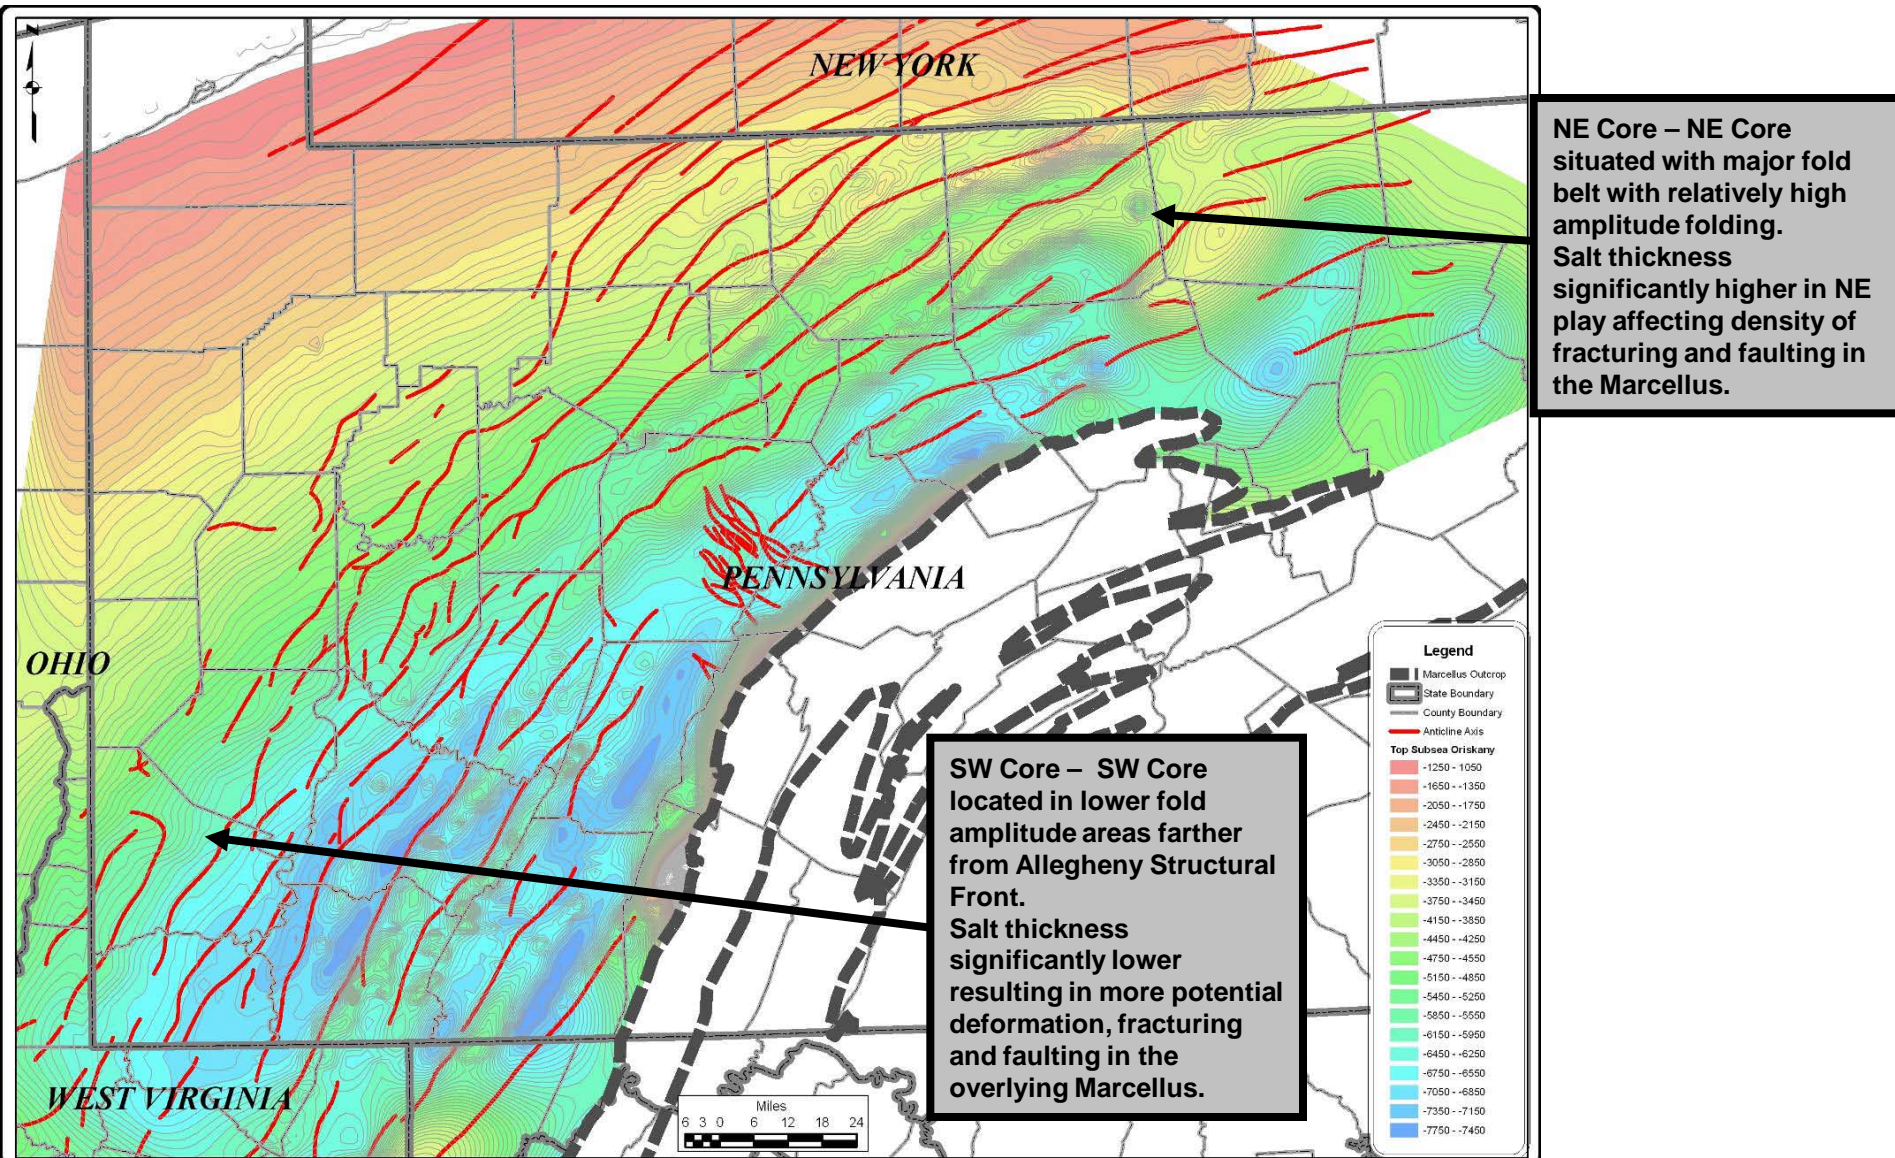 N
NEW YORK
NE Core – NE Core
situated with major fold
belt with relatively high
amplitude folding.
Salt thickness
significantly higher in NE
play affecting density of
fracturing and faulting in
the Marcellus.
PENNSYLVANIA
OHIO
SW Core –  SW Core
located in lower fold
amplitude areas farther
from Allegheny Structural
Front.
Salt thickness
significantly lower
resulting in more potential
deformation, fracturing
and faulting in the
overlying Marcellus.
WEST VIRGINIA
Miles
6 3 0 6 12 18 24
Legend
Marcellus Outcrop
State Boundary
County Boundary
Anticline Axis
Top Subsea Oriskany
-1250 - 1050
-1650 - -1350
-2050 - -1750
-2450 - -2150
-2750 - -2550
-3050 - -2850
-3350 - -3150
-3750 - -3450
-4150 - -3850
-4450 - -4250
-4750 - -4550
-5150 - -4850
-5450 - -5250
-5850 - -5550
-6150 - -5950
-6450 - -6250
-6750 - -6550
-7050 - -6850
-7350 - -7150
-7750 - -7450